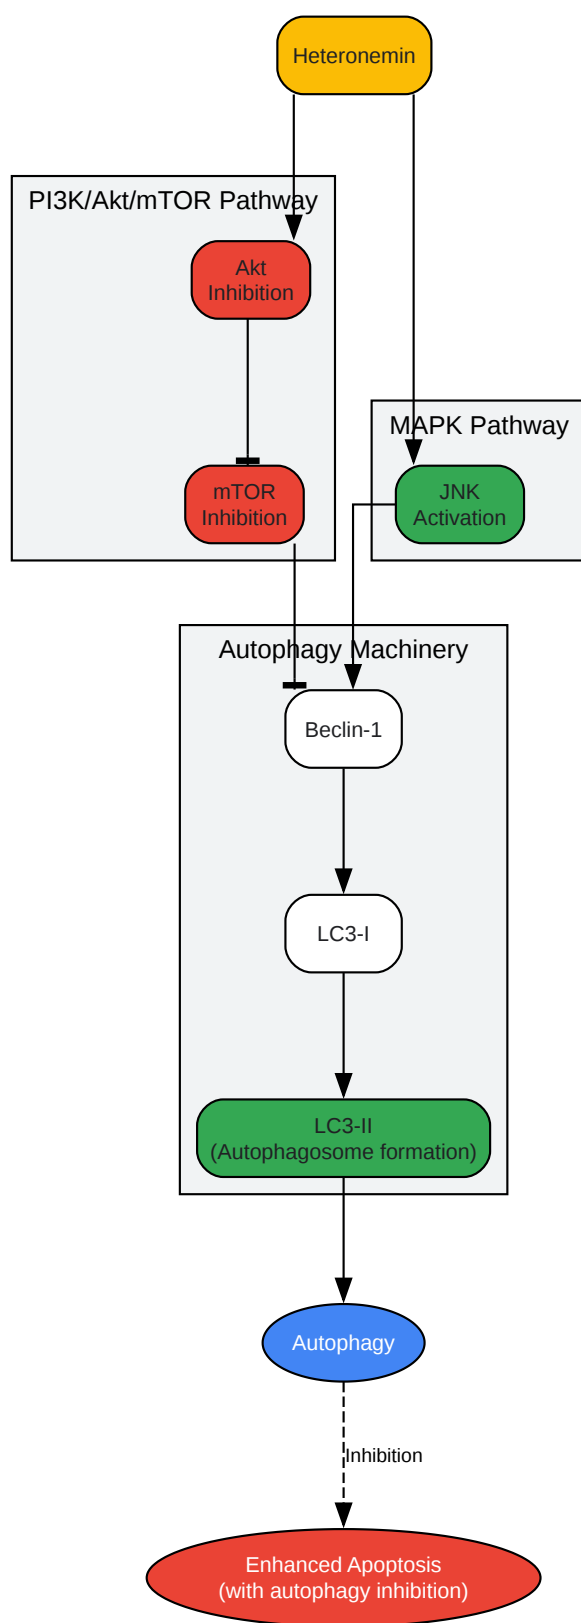 Heteronemin
PI3K/Akt/mTOR Pathway
Akt
Inhibition
MAPK Pathway
mTOR
Inhibition
JNK
Activation
Autophagy Machinery
Beclin-1
LC3-I
LC3-II
(Autophagosome formation)
Autophagy
Inhibition
Enhanced Apoptosis
(with autophagy inhibition)